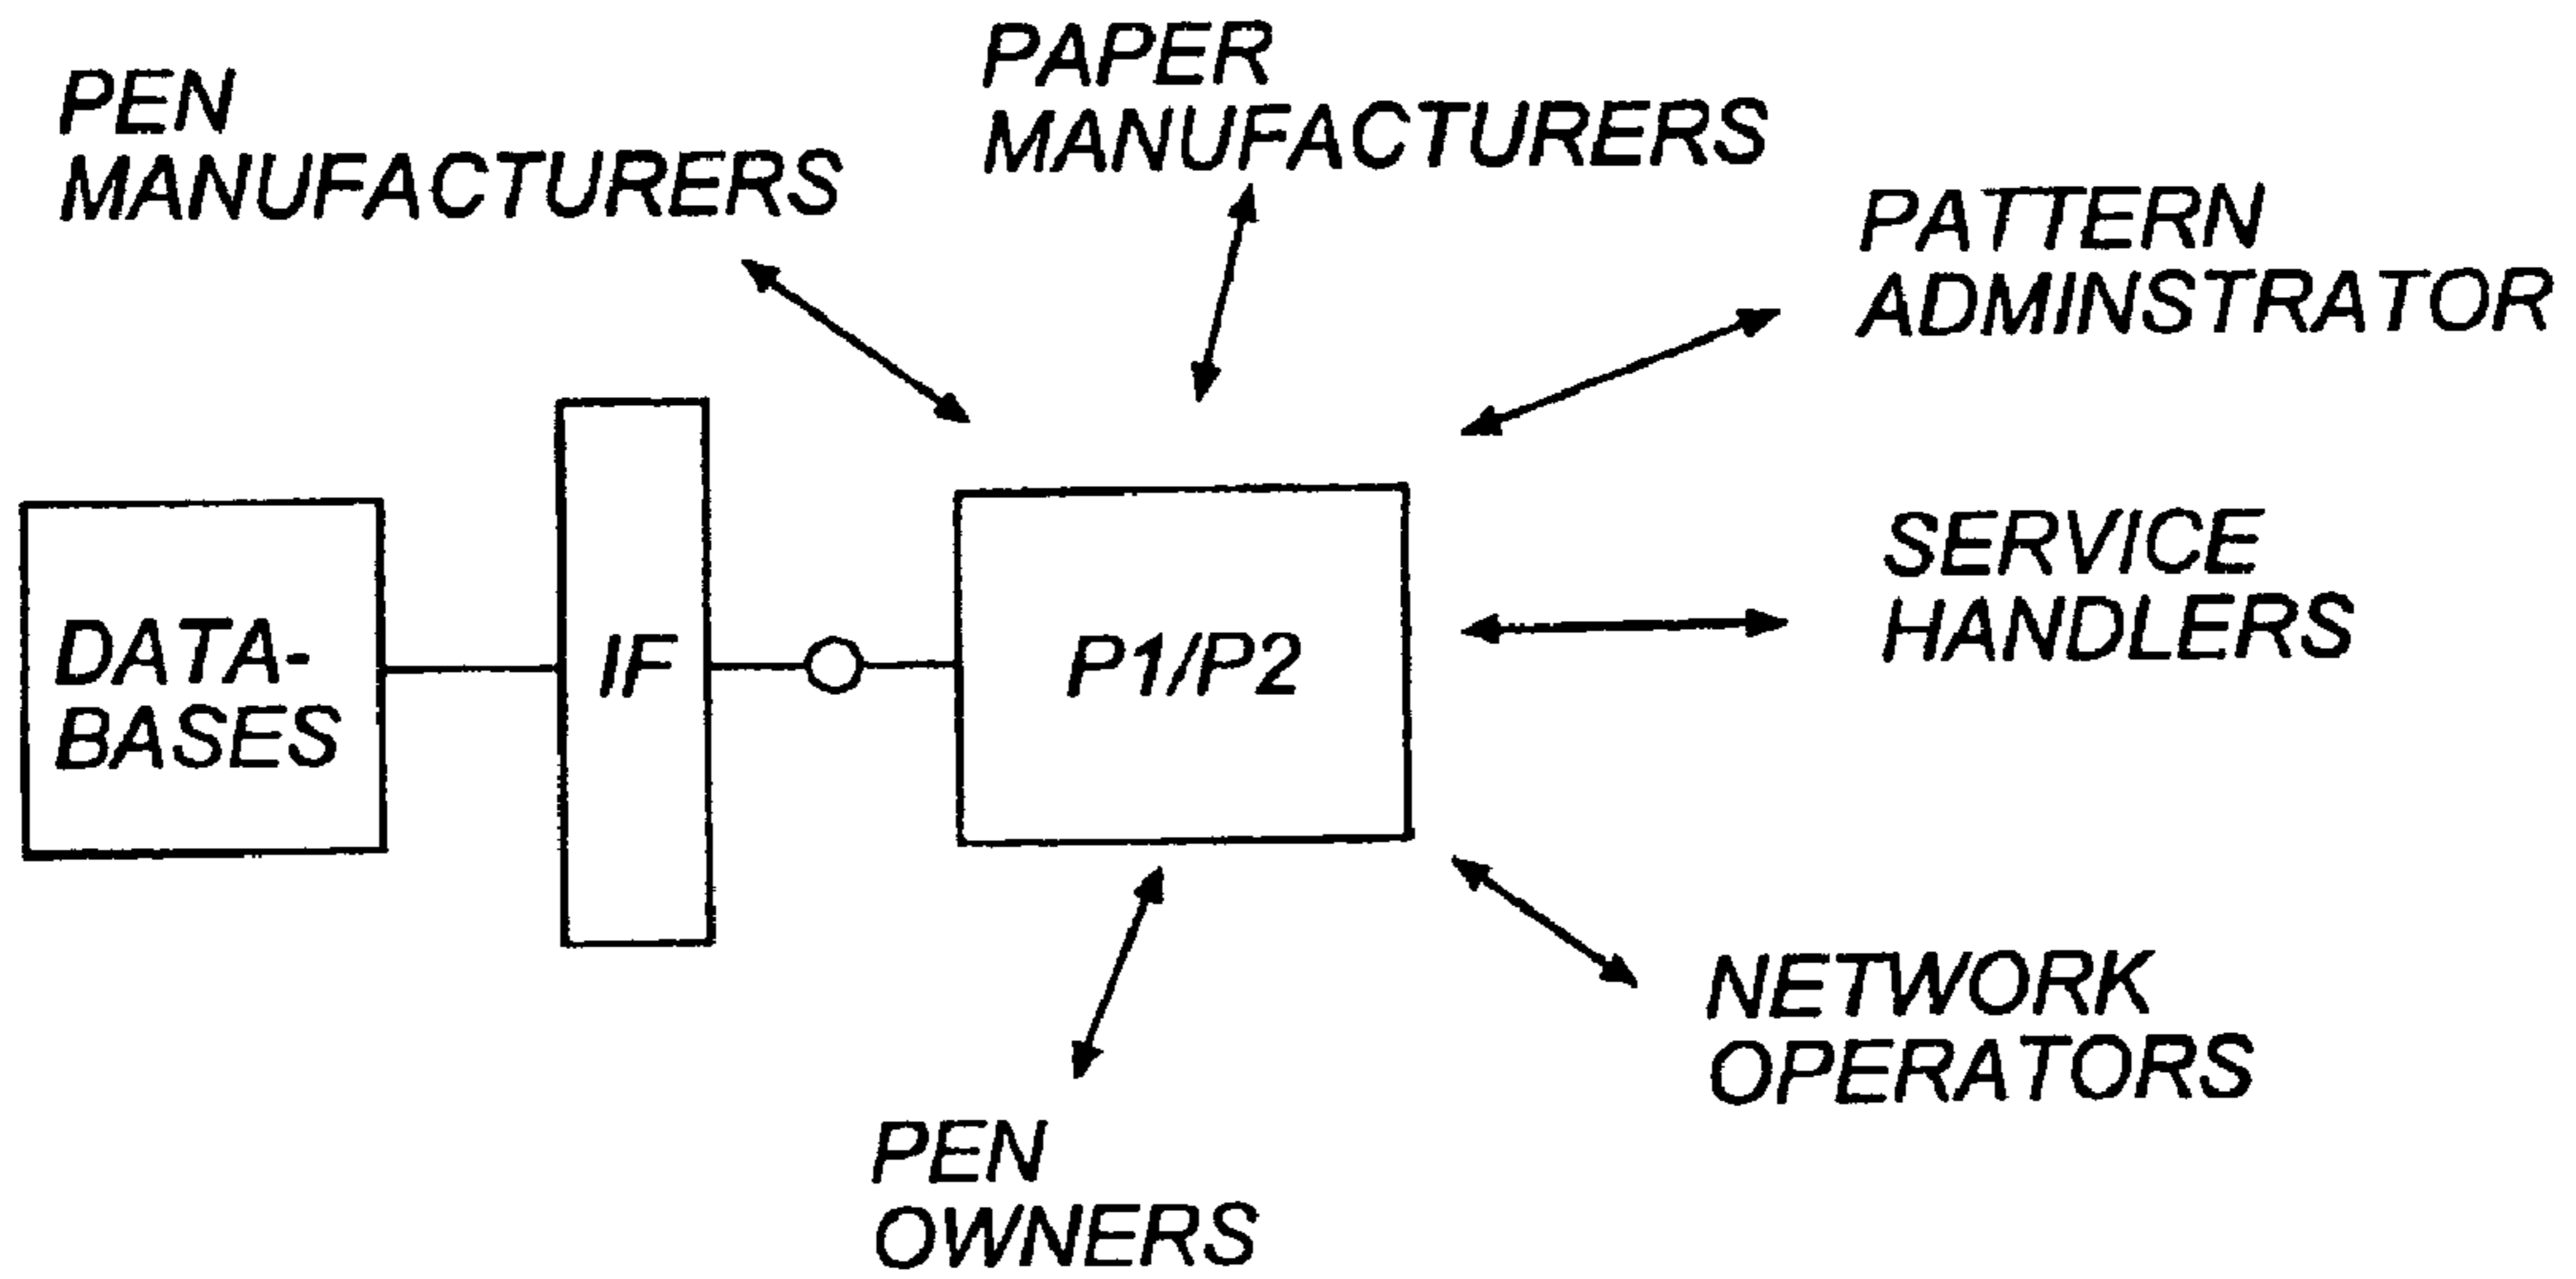 PEN
MANUFACTURERS
PAPER
MANUFACTURERS
PATTERN
ADMINSTRATOR
DATA-
BASES
IF
P1/P2
SERVICE
HANDLERS
NETWORK
OPERATORS
PEN
OWNERS